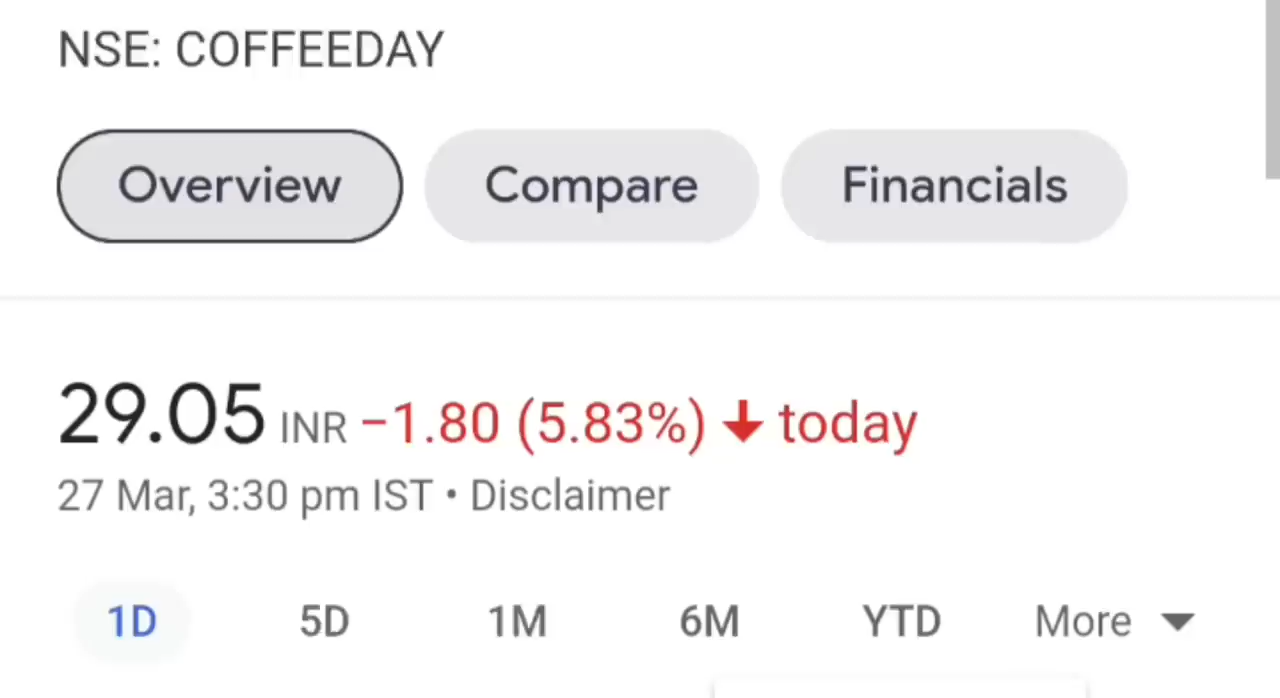 NSE: COFFEEDAY
Overview Compare Financials
29.05 INR −1.80 (5.83%) ↓ today
27 Mar, 3:30 pm IST • Disclaimer
1D 5D 1M 6M YTD More